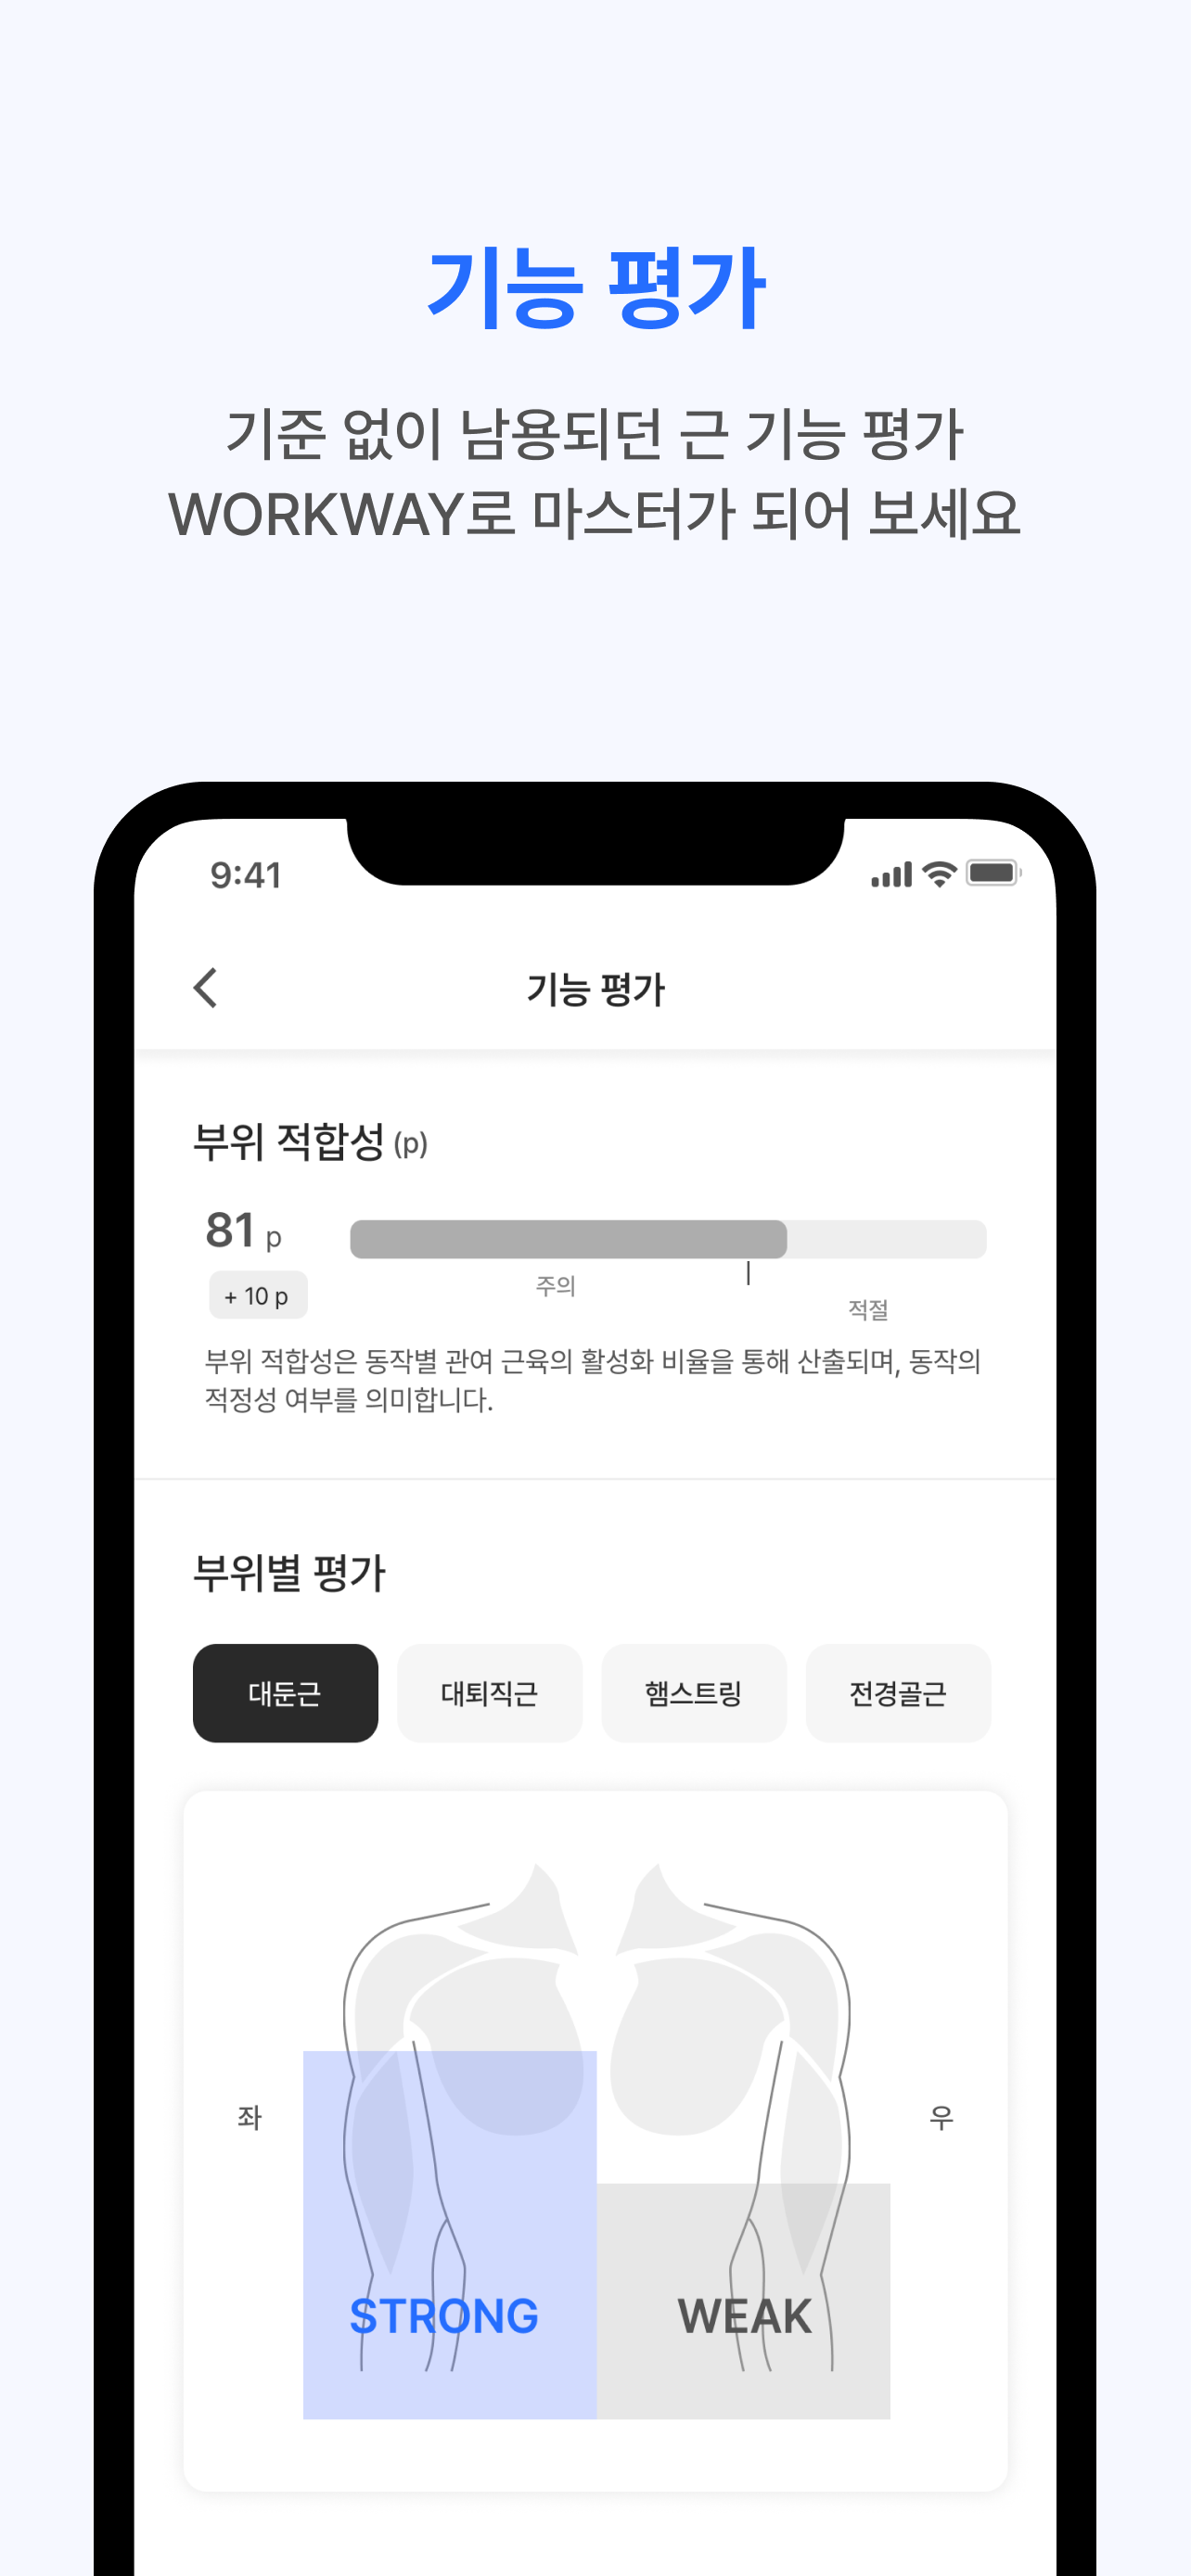 기능 평가
기준 없이 남용되던 근 기능 평가
WORKWAY로 마스터가 되어 보세요
9:41
기능 평가
부위 적합성 (p)
81 p
+ 10 p
주의
적절
부위 적합성은 동작별 관여 근육의 활성화 비율을 통해 산출되며, 동작의
적정성 여부를 의미합니다.
부위별 평가
대둔근 대퇴직근 햄스트링 전경골근
좌 우
STRONG WEAK